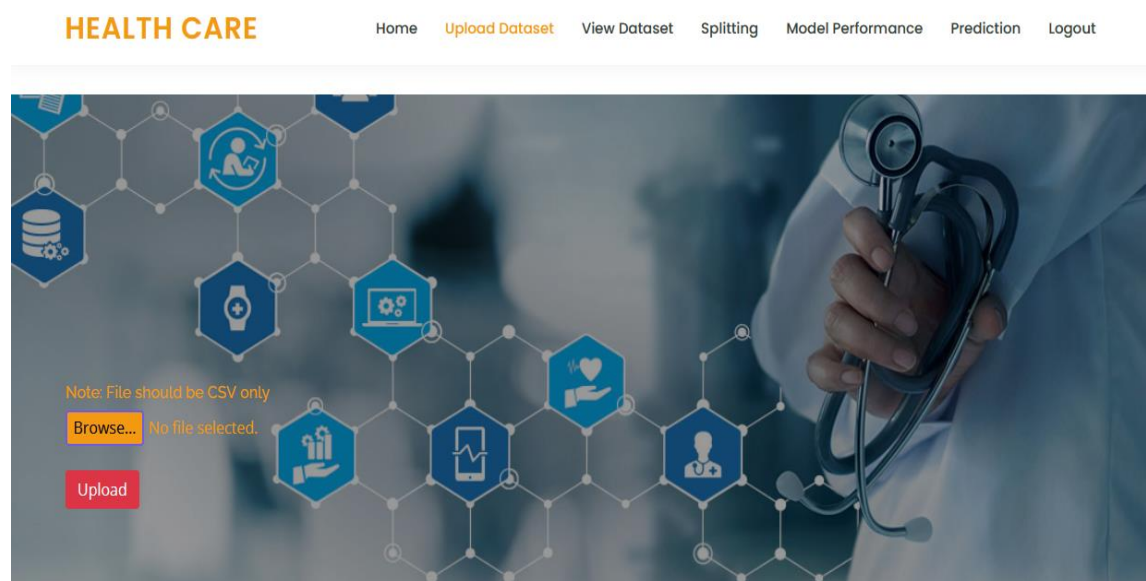 HEALTH CARE
Home Upload Dataset View Dataset Splitting Model Performance Prediction Logout
Note: File should be CSV only
Browse... No file selected.
Upload